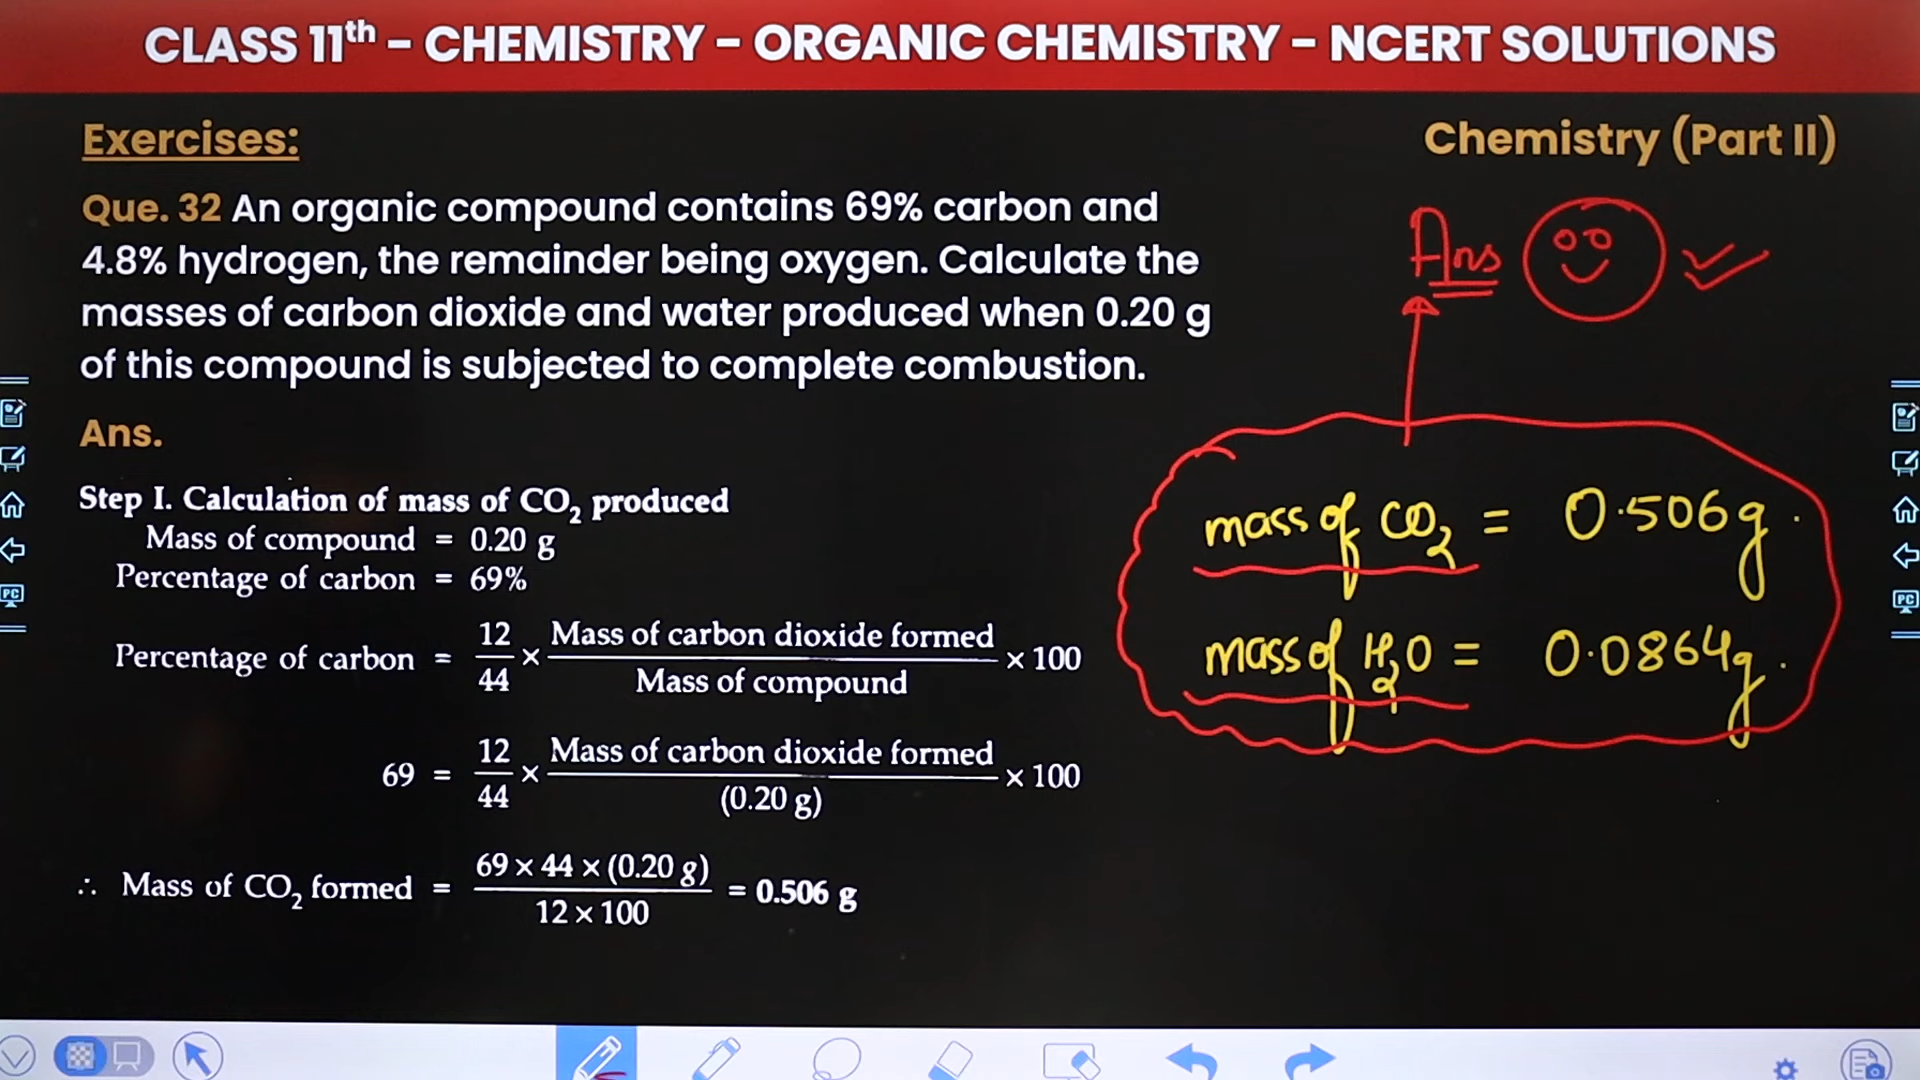 CLASS 11th – CHEMISTRY – ORGANIC CHEMISTRY – NCERT SOLUTIONS
Exercises:
Chemistry (Part II)
Que. 32 An organic compound contains 69% carbon and
4.8% hydrogen, the remainder being oxygen. Calculate the
masses of carbon dioxide and water produced when 0.20 g
of this compound is subjected to complete combustion.
Ans
Ans.
Step I. Calculation of mass of CO₂ produced
Mass of compound = 0.20 g
Percentage of carbon = 69%
Percentage of carbon = 12/44 × Mass of carbon dioxide formed/Mass of compound × 100
69 = 12/44 × Mass of carbon dioxide formed/(0.20 g) × 100
∴ Mass of CO₂ formed = 69 × 44 × (0.20 g)/12 × 100 = 0.506 g
mass of CO₂ = 0.506g.
mass of H₂O = 0.0864g.
PC
PC